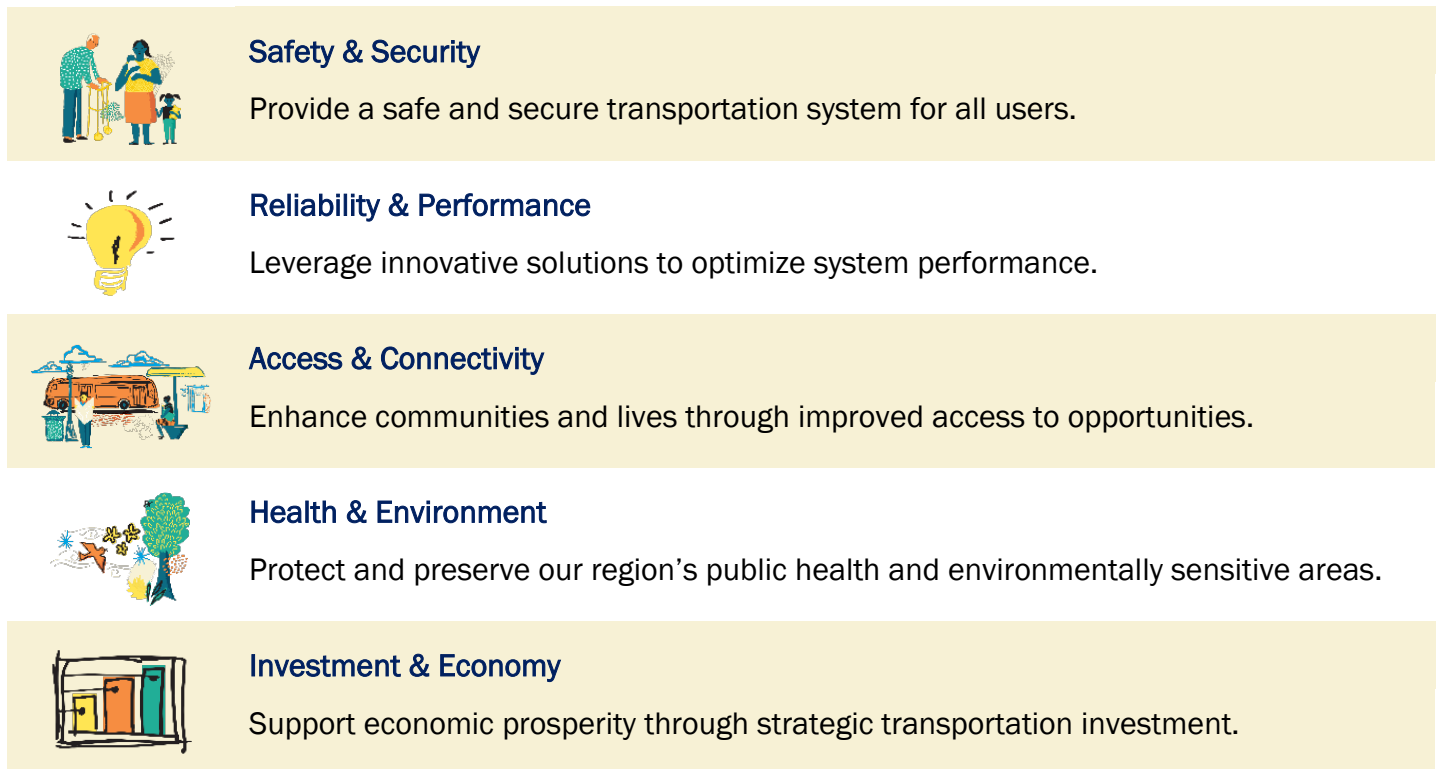 Safety & Security
Provide a safe and secure transportation system for all users.
Reliability & Performance
Leverage innovative solutions to optimize system performance.
Access & Connectivity
Enhance communities and lives through improved access to opportunities.
Health & Environment
Protect and preserve our region’s public health and environmentally sensitive areas.
Investment & Economy
Support economic prosperity through strategic transportation investment.